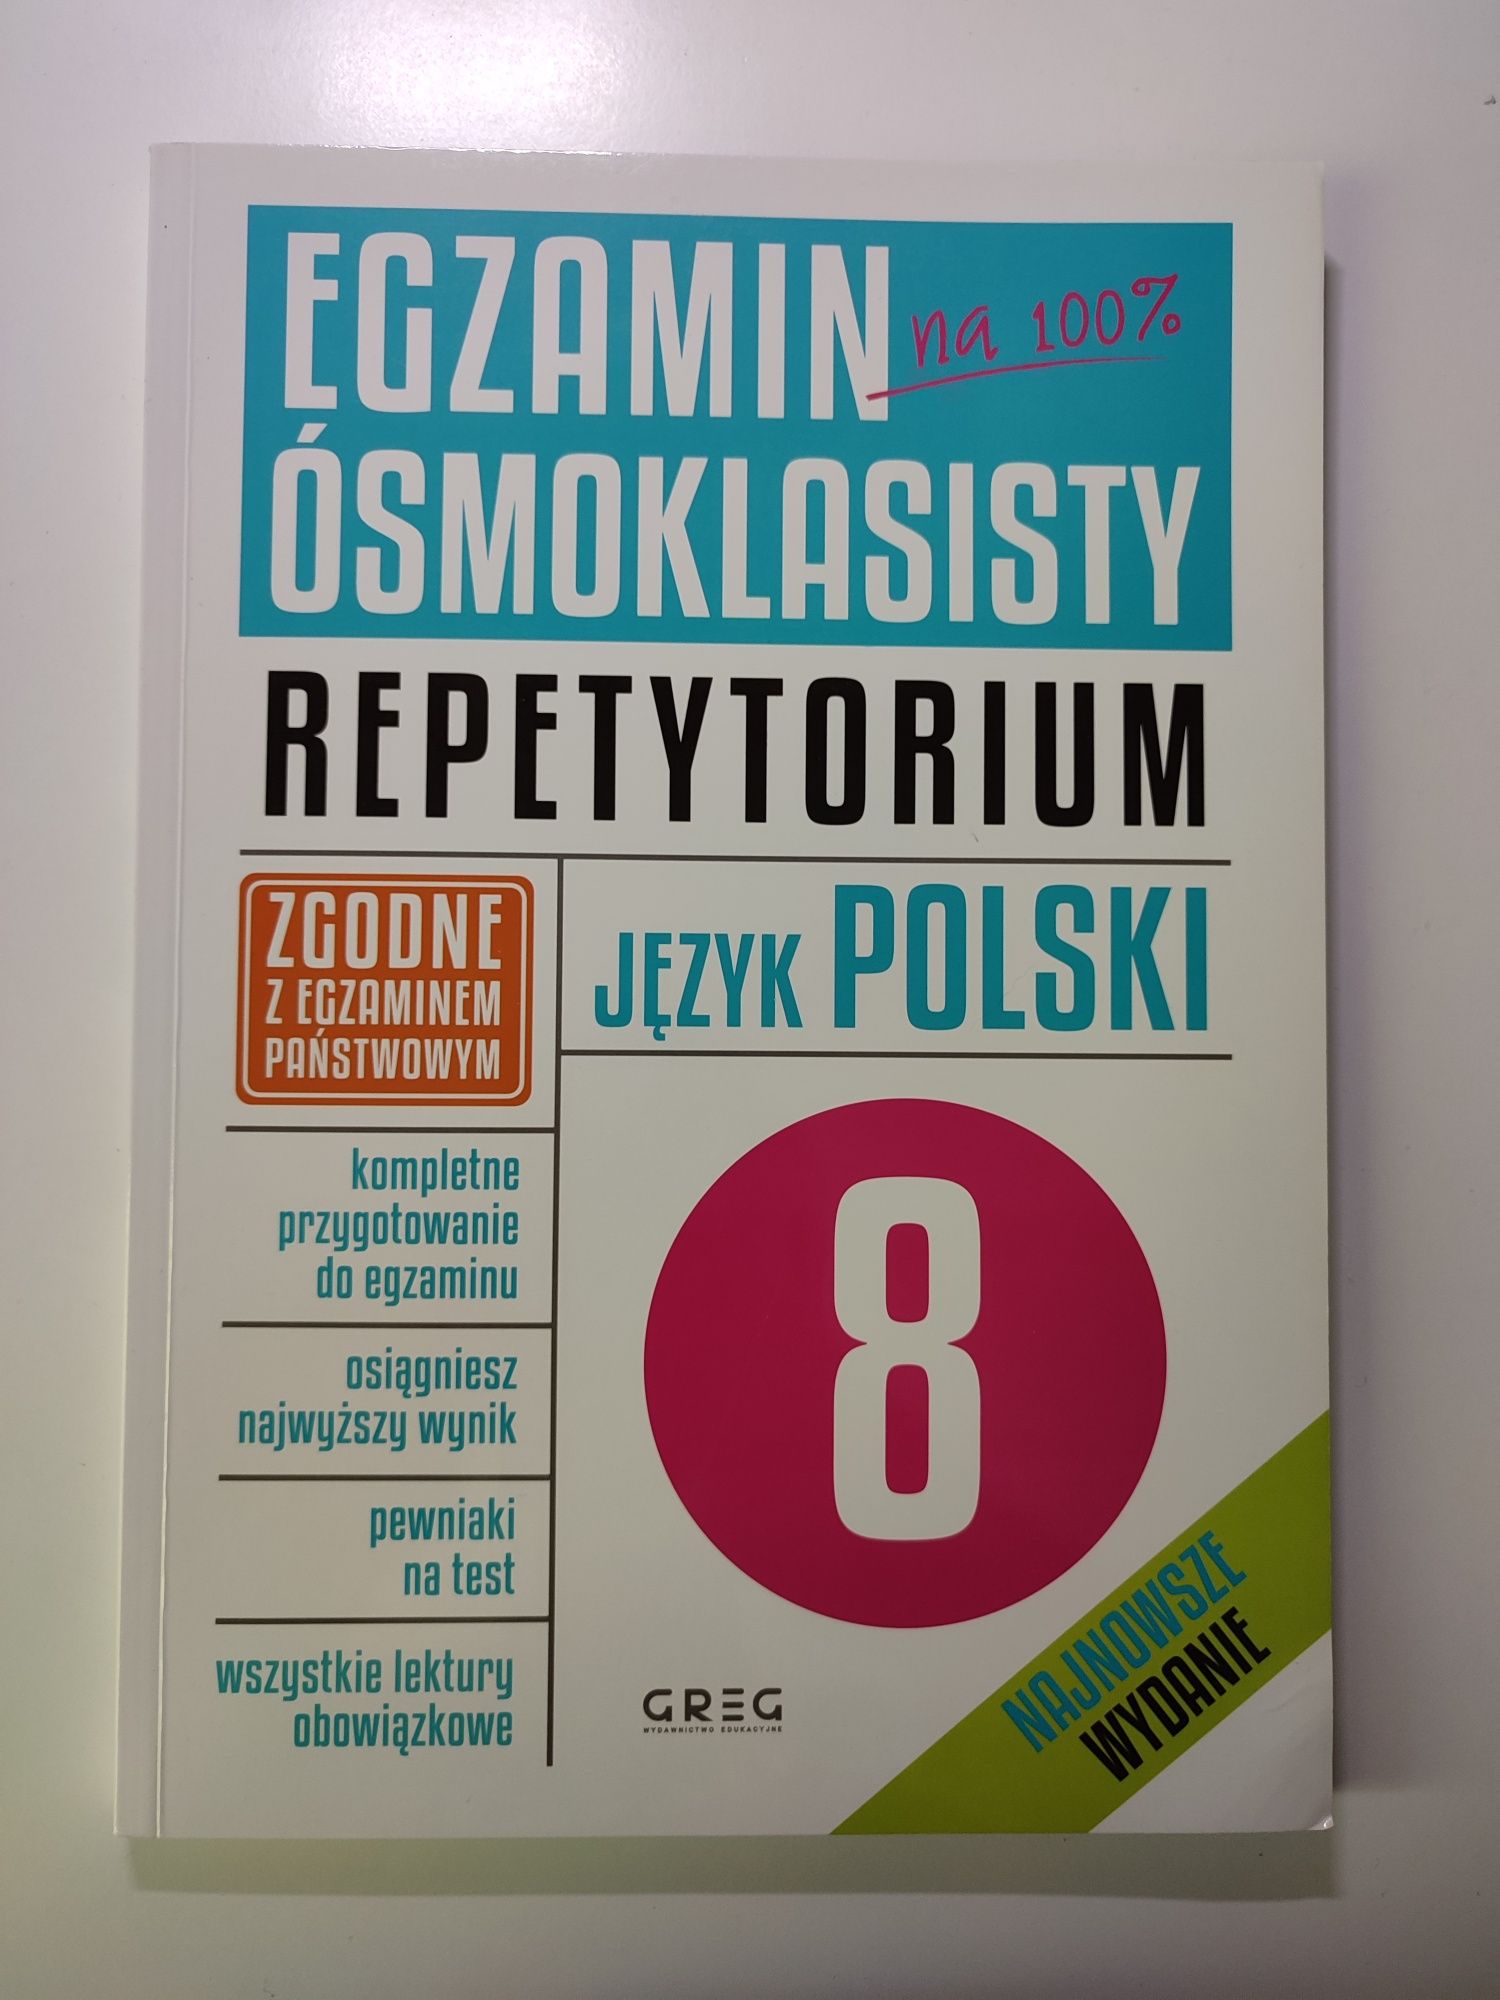 EGZAMIN na 100%
ÓSMOKLASISTY
REPETYTORIUM
ZGODNE
Z EGZAMINEM
PAŃSTWOWYM
JĘZYK POLSKI
kompletne
przygotowanie
do egzaminu
osiągniesz
najwyższy wynik
pewniaki
na test
wszystkie lektury
obowiązkowe
8
GREG
WYDAWNICTWO EDUKACYJNE
NAJNOWSZE
WYDANIE